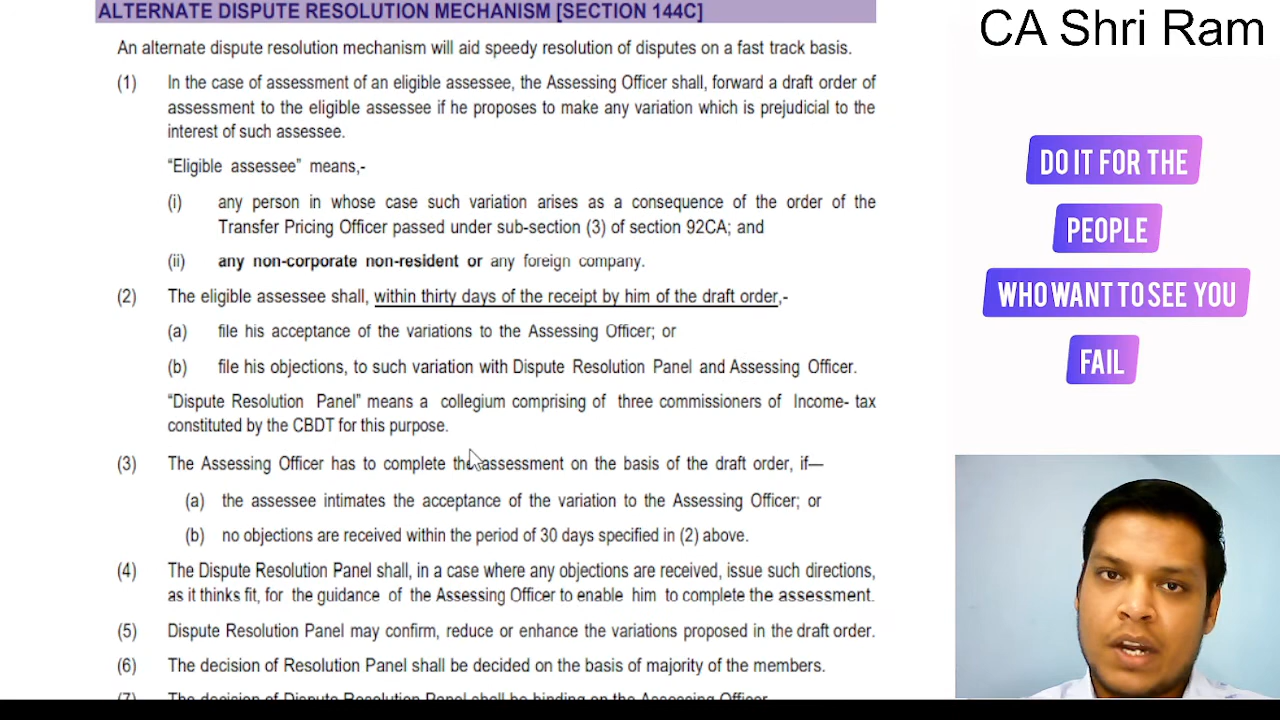 ALTERNATE DISPUTE RESOLUTION MECHANISM [SECTION 144C]
An alternate dispute resolution mechanism will aid speedy resolution of disputes on a fast track basis.
(1) In the case of assessment of an eligible assessee, the Assessing Officer shall, forward a draft order of
assessment to the eligible assessee if he proposes to make any variation which is prejudicial to the
interest of such assessee.
“Eligible assessee” means,-
(i) any person in whose case such variation arises as a consequence of the order of the
Transfer Pricing Officer passed under sub-section (3) of section 92CA; and
(ii) any non-corporate non-resident or any foreign company.
(2) The eligible assessee shall, within thirty days of the receipt by him of the draft order,-
(a) file his acceptance of the variations to the Assessing Officer; or
(b) file his objections, to such variation with Dispute Resolution Panel and Assessing Officer.
“Dispute Resolution Panel” means a collegium comprising of three commissioners of Income- tax
constituted by the CBDT for this purpose.
(3) The Assessing Officer has to complete the assessment on the basis of the draft order, if—
(a) the assessee intimates the acceptance of the variation to the Assessing Officer; or
(b) no objections are received within the period of 30 days specified in (2) above.
(4) The Dispute Resolution Panel shall, in a case where any objections are received, issue such directions,
as it thinks fit, for the guidance of the Assessing Officer to enable him to complete the assessment.
(5) Dispute Resolution Panel may confirm, reduce or enhance the variations proposed in the draft order.
(6) The decision of Resolution Panel shall be decided on the basis of majority of the members.
(7) The decision of Dispute Resolution Panel shall be binding on the Assessing Officer.
CA Shri Ram
DO IT FOR THE
PEOPLE
WHO WANT TO SEE YOU
FAIL